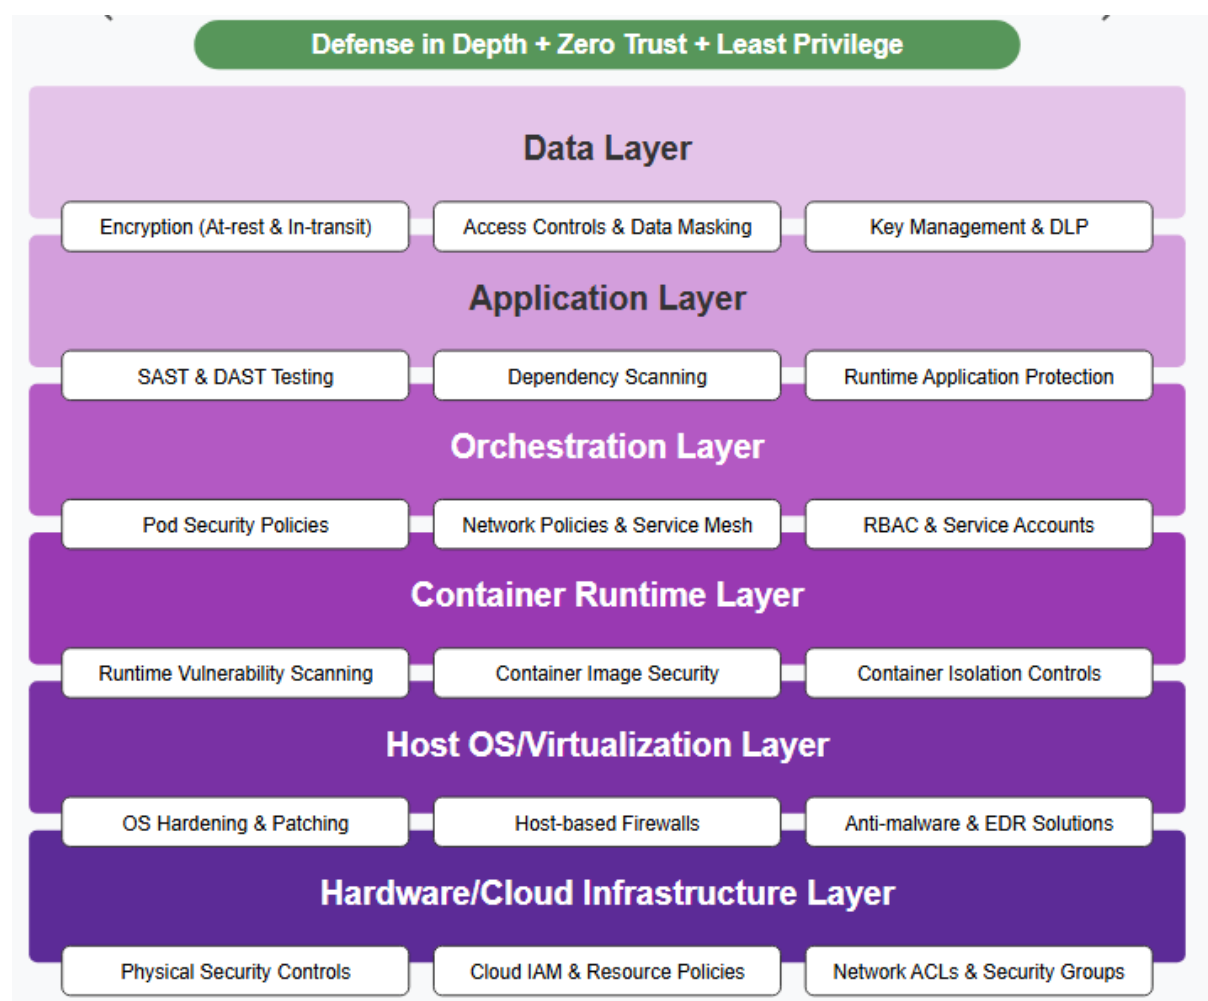 Defense in Depth + Zero Trust + Least Privilege
Data Layer
Encryption (At-rest & In-transit)
Access Controls & Data Masking
Key Management & DLP
Application Layer
SAST & DAST Testing
Dependency Scanning
Runtime Application Protection
Orchestration Layer
Pod Security Policies
Network Policies & Service Mesh
RBAC & Service Accounts
Container Runtime Layer
Runtime Vulnerability Scanning
Container Image Security
Container Isolation Controls
Host OS/Virtualization Layer
OS Hardening & Patching
Host-based Firewalls
Anti-malware & EDR Solutions
Hardware/Cloud Infrastructure Layer
Physical Security Controls
Cloud IAM & Resource Policies
Network ACLs & Security Groups